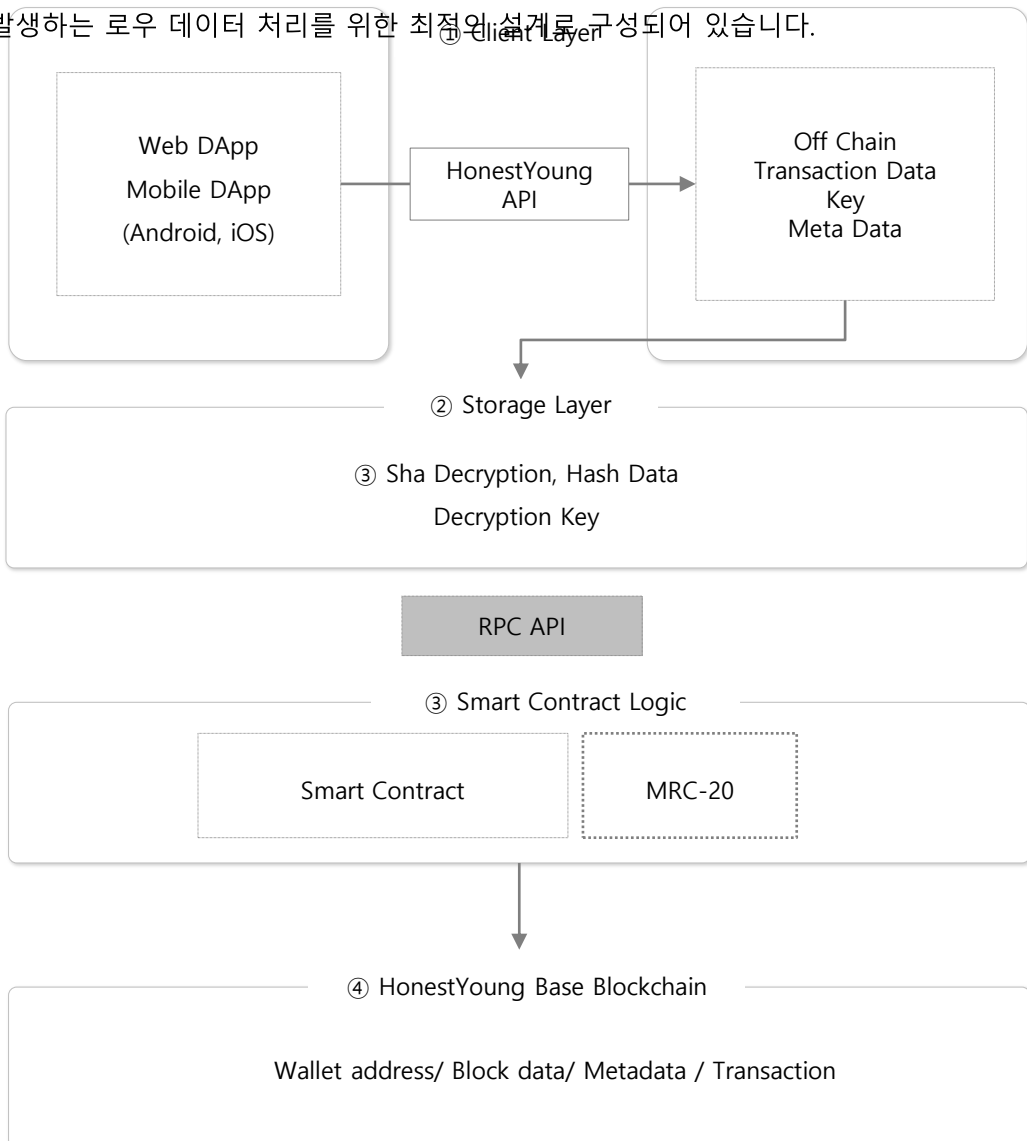 발생하는 로우 데이터 처리를 위한 최적의 설계로 구성되어 있습니다.
① Client Layer
Web DApp
Mobile DApp
(Android, iOS)
HonestYoung
API
Off Chain
Transaction Data
Key
Meta Data
② Storage Layer
③ Sha Decryption, Hash Data
Decryption Key
RPC API
③ Smart Contract Logic
Smart Contract
MRC-20
④ HonestYoung Base Blockchain
Wallet address/ Block data/ Metadata / Transaction